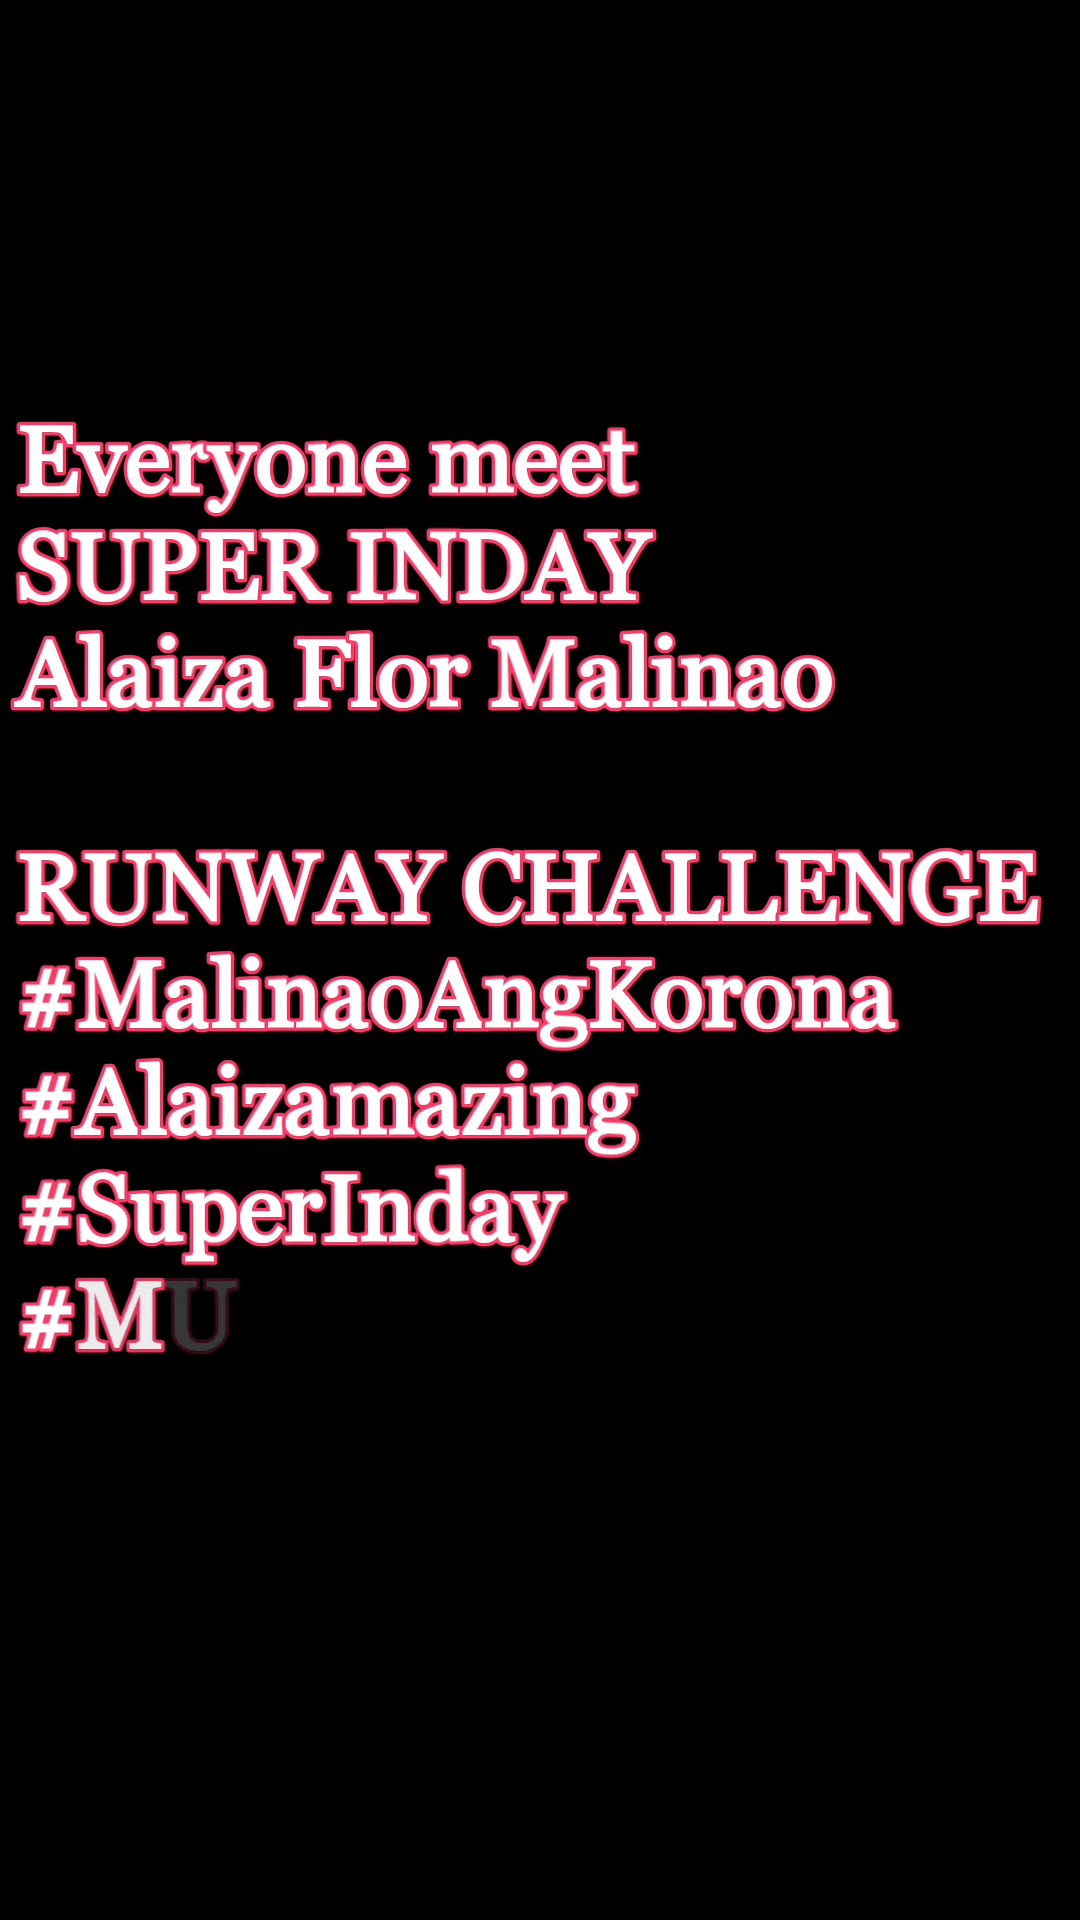 Everyone meet
SUPER INDAY
Alaiza Flor Malinao
RUNWAY CHALLENGE
#MalinaoAngKorona
#Alaizamazing
#SuperInday
#MU